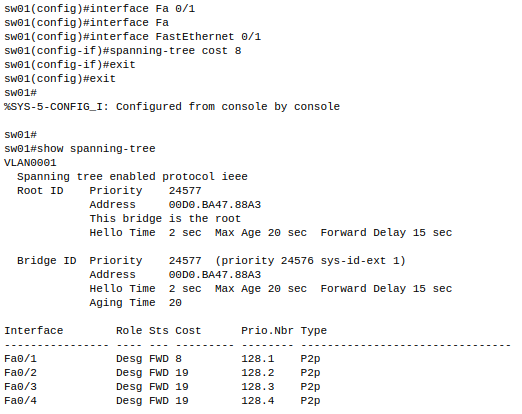 sw01(config)#interface Fa 0/1
sw01(config)#interface Fa
sw01(config)#interface FastEthernet 0/1
sw01(config-if)#spanning-tree cost 8
sw01(config-if)#exit
sw01(config)#exit
sw01#
%SYS-5-CONFIG_I: Configured from console by console
sw01#
sw01#show spanning-tree
VLAN0001
  Spanning tree enabled protocol ieee
  Root ID    Priority    24577
             Address     00D0.BA47.88A3
             This bridge is the root
             Hello Time  2 sec  Max Age 20 sec  Forward Delay 15 sec
  Bridge ID  Priority    24577  (priority 24576 sys-id-ext 1)
             Address     00D0.BA47.88A3
             Hello Time  2 sec  Max Age 20 sec  Forward Delay 15 sec
             Aging Time  20
Interface        Role Sts Cost      Prio.Nbr Type
---------------- ---- --- --------- -------- --------------------------------
Fa0/1            Desg FWD 8         128.1    P2p
Fa0/2            Desg FWD 19        128.2    P2p
Fa0/3            Desg FWD 19        128.3    P2p
Fa0/4            Desg FWD 19        128.4    P2p